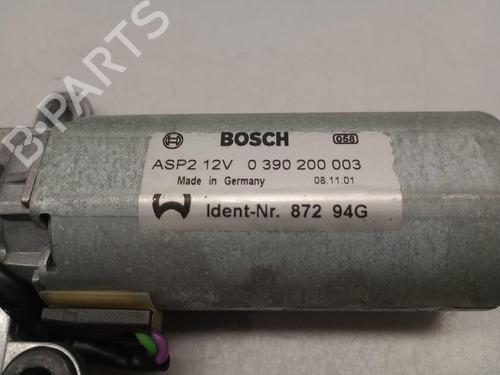 B-PARTS
BOSCH 058
ASP2 12V 0 390 200 003
Made in Germany 08.11.01
Ident-Nr. 872 94G